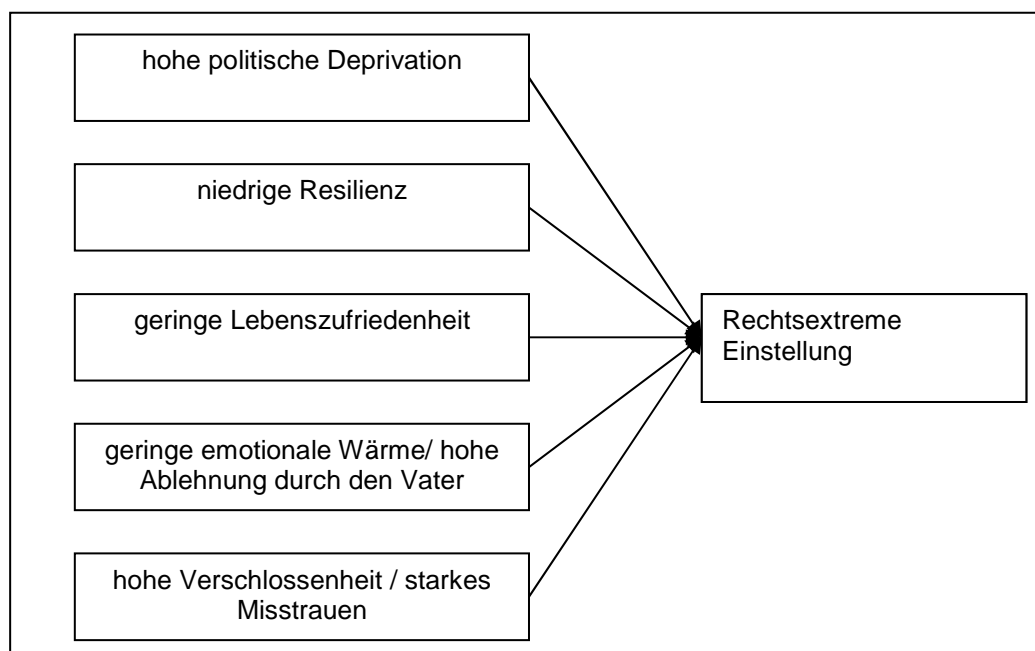 hohe politische Deprivation
niedrige Resilienz
geringe Lebenszufriedenheit
Rechtsextreme
Einstellung
geringe emotionale Wärme/ hohe
Ablehnung durch den Vater
hohe Verschlossenheit / starkes
Misstrauen